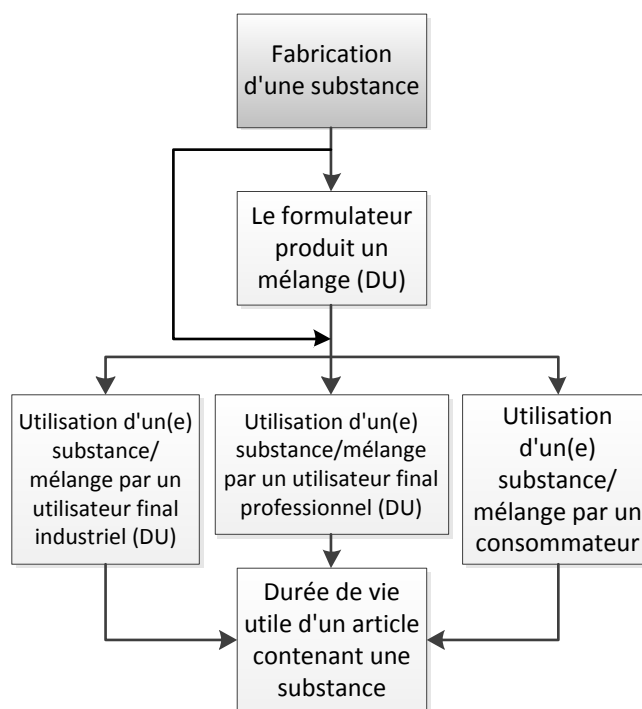 Fabrication
d'une substance
Le formulateur
produit un
mélange (DU)
Utilisation d'un(e)
substance/
mélange par un
utilisateur final
industriel (DU)
Utilisation d'un(e)
substance/mélange
par un utilisateur final
professionnel (DU)
Utilisation
d'un(e)
substance/
mélange par un
consommateur
Durée de vie
utile d'un article
contenant une
substance